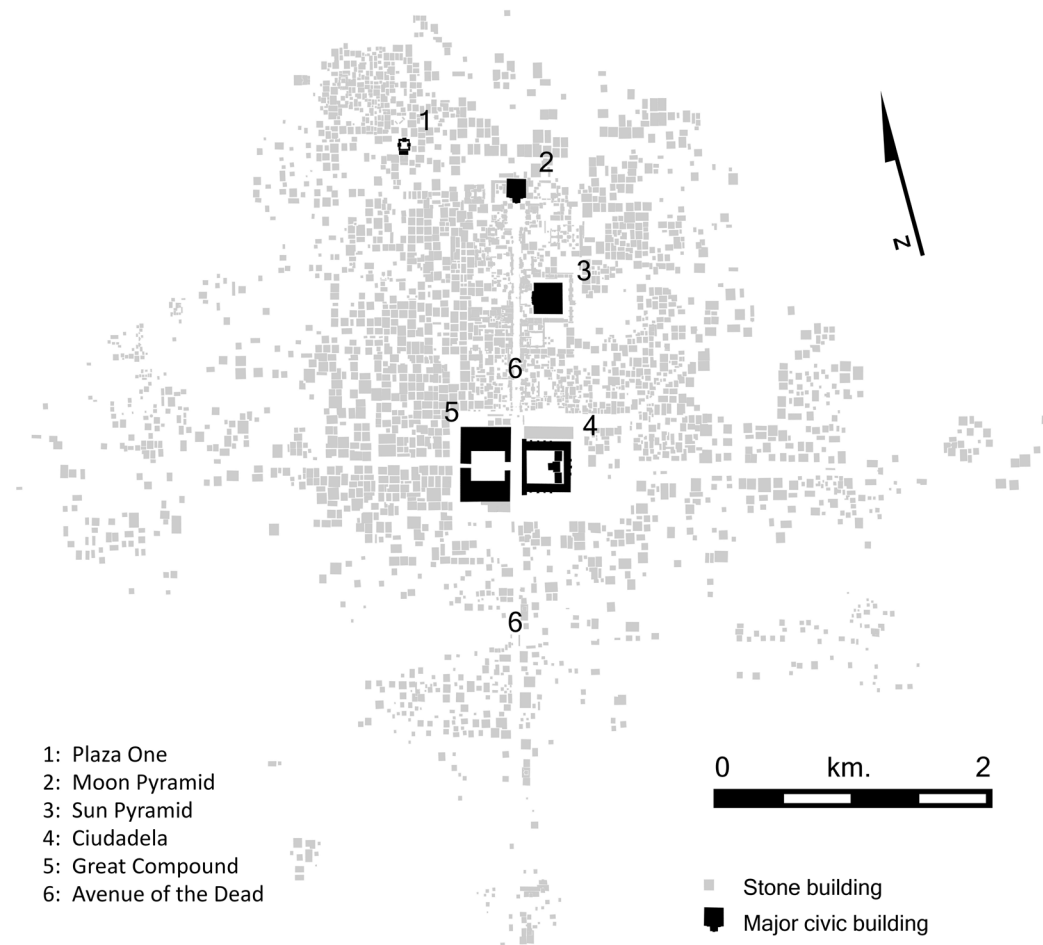 1
2
3
6
5
4
N
6
1: Plaza One
2: Moon Pyramid
3: Sun Pyramid
4: Ciudadela
5: Great Compound
6: Avenue of the Dead
0 km. 2
Stone building
Major civic building